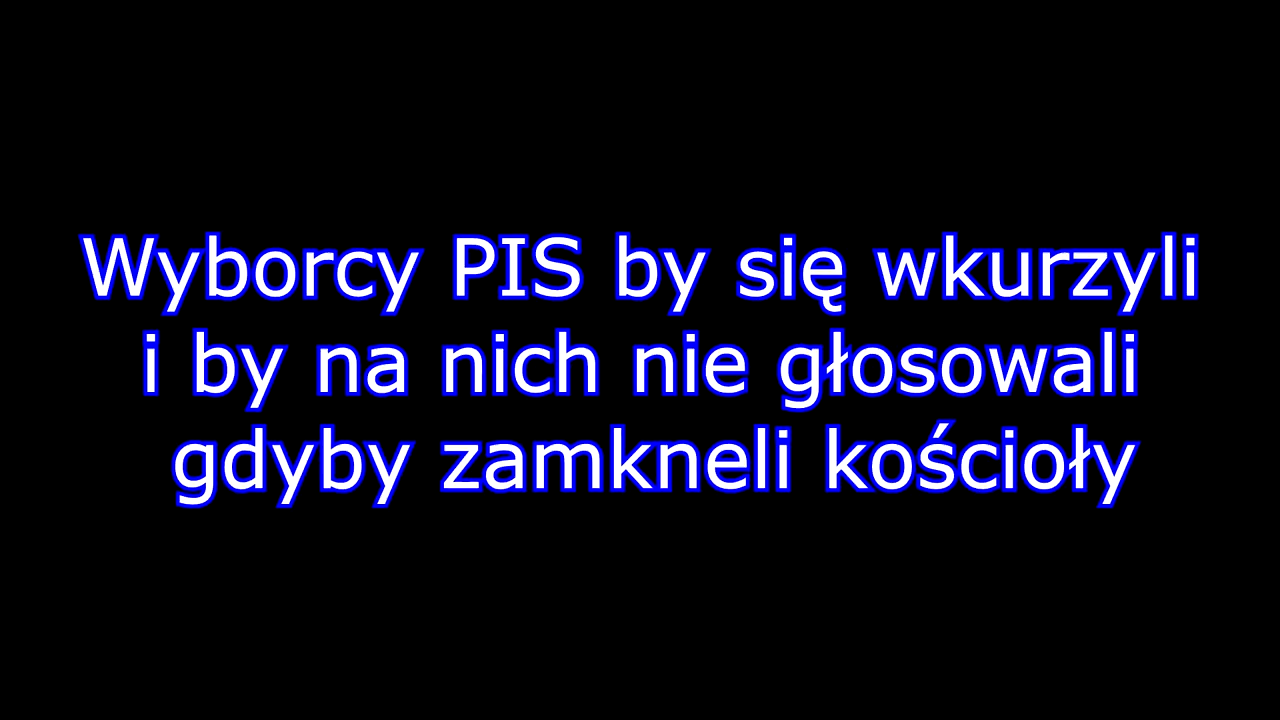 Wyborcy PIS by się wkurzyli
i by na nich nie głosowali
gdyby zamkneli kościoły